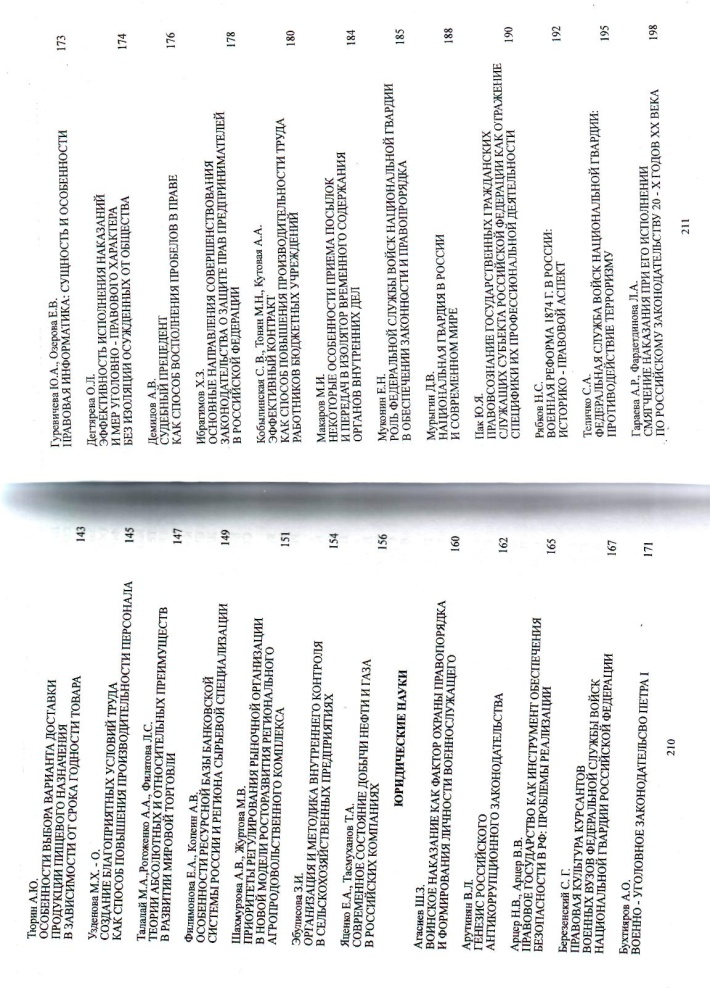 Тюрин А.Ю.
ОСОБЕННОСТИ ВЫБОРА ВАРИАНТА ДОСТАВКИ
ПРОДУКЦИИ ПИЩЕВОГО НАЗНАЧЕНИЯ
В ЗАВИСИМОСТИ ОТ СРОКА ГОДНОСТИ ТОВАРА 143
Узденова М.Х. - О.
СОЗДАНИЕ БЛАГОПРИЯТНЫХ УСЛОВИЙ ТРУДА
КАК СПОСОБ ПОВЫШЕНИЯ ПРОИЗВОДИТЕЛЬНОСТИ ПЕРСОНАЛА 145
Таладай М.А.,Рогоженко А.А., Филатова Д.С.
ТЕОРИИ АБСОЛЮТНЫХ И ОТНОСИТЕЛЬНЫХ ПРЕИМУЩЕСТВ
В РАЗВИТИИ МИРОВОЙ ТОРГОВЛИ 147
Филимонова Е.А., Копеин А.В.
ОСОБЕННОСТИ РЕСУРСНОЙ БАЗЫ БАНКОВСКОЙ
СИСТЕМЫ РОССИИ И РЕГИОНА СЫРЬЕВОЙ СПЕЦИАЛИЗАЦИИ 149
Шахмурзова А.В., Журтова М.В.
ПРИОРИТЕТЫ РЕГУЛИРОВАНИЯ РЫНОЧНОЙ ОРГАНИЗАЦИИ
В НОВОЙ МОДЕЛИ РОСТОРАЗВИТИЯ РЕГИОНАЛЬНОГО
АГРОПРОДОВОЛЬСТВЕННОГО КОМПЛЕКСА 151
Эбуликова З.И.
ОРГАНИЗАЦИЯ И МЕТОДИКА ВНУТРЕННЕГО КОНТРОЛЯ
В СЕЛЬСКОХОЗЯЙСТВЕННЫХ ПРЕДПРИЯТИЯХ 154
Яценко Е.А., Тасмуханов Т.А.
СОВРЕМЕННОЕ СОСТОЯНИЕ ДОБЫЧИ НЕФТИ И ГАЗА
В РОССИЙСКИХ КОМПАНИЯХ 156
ЮРИДИЧЕСКИЕ НАУКИ
Агасиев Ш.З.
ВОИНСКОЕ НАКАЗАНИЕ КАК ФАКТОР ОХРАНЫ ПРАВОПОРЯДКА
И ФОРМИРОВАНИЯ ЛИЧНОСТИ ВОЕННОСЛУЖАЩЕГО 160
Арутинян В.Л.
ГЕНЕЗИС РОССИЙСКОГО
АНТИКОРРУПЦИОННОГО ЗАКОНОДАТЕЛЬСТВА 162
Арцер Н.В., Арцер В.В.
ПРАВОВОЕ ГОСУДАРСТВО КАК ИНСТРУМЕНТ ОБЕСПЕЧЕНИЯ
БЕЗОПАСНОСТИ В РФ: ПРОБЛЕМЫ РЕАЛИЗАЦИИ 165
Березенский С. Г.
ПРАВОВАЯ КУЛЬТУРА КУРСАНТОВ
ВОЕННЫХ ВУЗОВ ФЕДЕРАЛЬНОЙ СЛУЖБЫ ВОЙСК
НАЦИОНАЛЬНОЙ ГВАРДИИ РОССИЙСКОЙ ФЕДЕРАЦИИ 167
Бухтияров А.О.
ВОЕННО - УГОЛОВНОЕ ЗАКОНОДАТЕЛЬСВО ПЕТРА I 171
210
Гуревичева Ю.А., Озерова Е.В.
ПРАВОВАЯ ИНФОРМАТИКА: СУЩНОСТЬ И ОСОБЕННОСТИ 173
Дегтярева О.Л.
ЭФФЕКТИВНОСТЬ ИСПОЛНЕНИЯ НАКАЗАНИЙ
И МЕР УГОЛОВНО - ПРАВОВОГО ХАРАКТЕРА
БЕЗ ИЗОЛЯЦИИ ОСУЖДЕННЫХ ОТ ОБЩЕСТВА 174
Демидов А.В.
СУДЕБНЫЙ ПРЕЦЕДЕНТ
КАК СПОСОБ ВОСПОЛНЕНИЯ ПРОБЕЛОВ В ПРАВЕ 176
Ибрагимов Х.З.
ОСНОВНЫЕ НАПРАВЛЕНИЯ СОВЕРШЕНСТВОВАНИЯ
ЗАКОНОДАТЕЛЬСТВА О ЗАЩИТЕ ПРАВ ПРЕДПРИНИМАТЕЛЕЙ
В РОССИЙСКОЙ ФЕДЕРАЦИИ 178
Кобылинская С. В., Тонян М.Н., Кутовая А.А.
ЭФФЕКТИВНЫЙ КОНТРАКТ
КАК СПОСОБ ПОВЫШЕНИЯ ПРОИЗВОДИТЕЛЬНОСТИ ТРУДА
РАБОТНИКОВ БЮДЖЕТНЫХ УЧРЕЖДЕНИЙ 180
Макаров М.И.
НЕКОТОРЫЕ ОСОБЕННОСТИ ПРИЕМА ПОСЫЛОК
И ПЕРЕДАЧ В ИЗОЛЯТОР ВРЕМЕННОГО СОДЕРЖАНИЯ
ОРГАНОВ ВНУТРЕННИХ ДЕЛ 184
Муконин Е.Н.
РОЛЬ ФЕДЕРАЛЬНОЙ СЛУЖБЫ ВОЙСК НАЦИОНАЛЬНОЙ ГВАРДИИ
В ОБЕСПЕЧЕНИИ ЗАКОННОСТИ И ПРАВОПОРЯДКА 185
Мурыгин Д.В.
НАЦИОНАЛЬНАЯ ГВАРДИЯ В РОССИИ
И СОВРЕМЕННОМ МИРЕ 188
Пак Ю.Я.
ПРАВОСОЗНАНИЕ ГОСУДАРСТВЕННЫХ ГРАЖДАНСКИХ
СЛУЖАЩИХ СУБЪЕКТА РОССИЙСКОЙ ФЕДЕРАЦИИ КАК ОТРАЖЕНИЕ
СПЕЦИФИКИ ИХ ПРОФЕССИОНАЛЬНОЙ ДЕЯТЕЛЬНОСТИ 190
Рябков Н.С.
ВОЕННАЯ РЕФОРМА 1874 Г. В РОССИИ:
ИСТОРИКО - ПРАВОВОЙ АСПЕКТ 192
Теличко С.А.
ФЕДЕРАЛЬНАЯ СЛУЖБА ВОЙСК НАЦИОНАЛЬНОЙ ГВАРДИИ:
ПРОТИВОДЕЙСТВИЕ ТЕРРОРИЗМУ 195
Гараева А.Р., Фардетдинова Л.А.
СМЯГЧЕНИЕ НАКАЗАНИЯ ПРИ ЕГО ИСПОЛНЕНИИ
ПО РОССИЙСКОМУ ЗАКОНОДАТЕЛЬСТВУ 20 - Х ГОДОВ XX ВЕКА 198
211